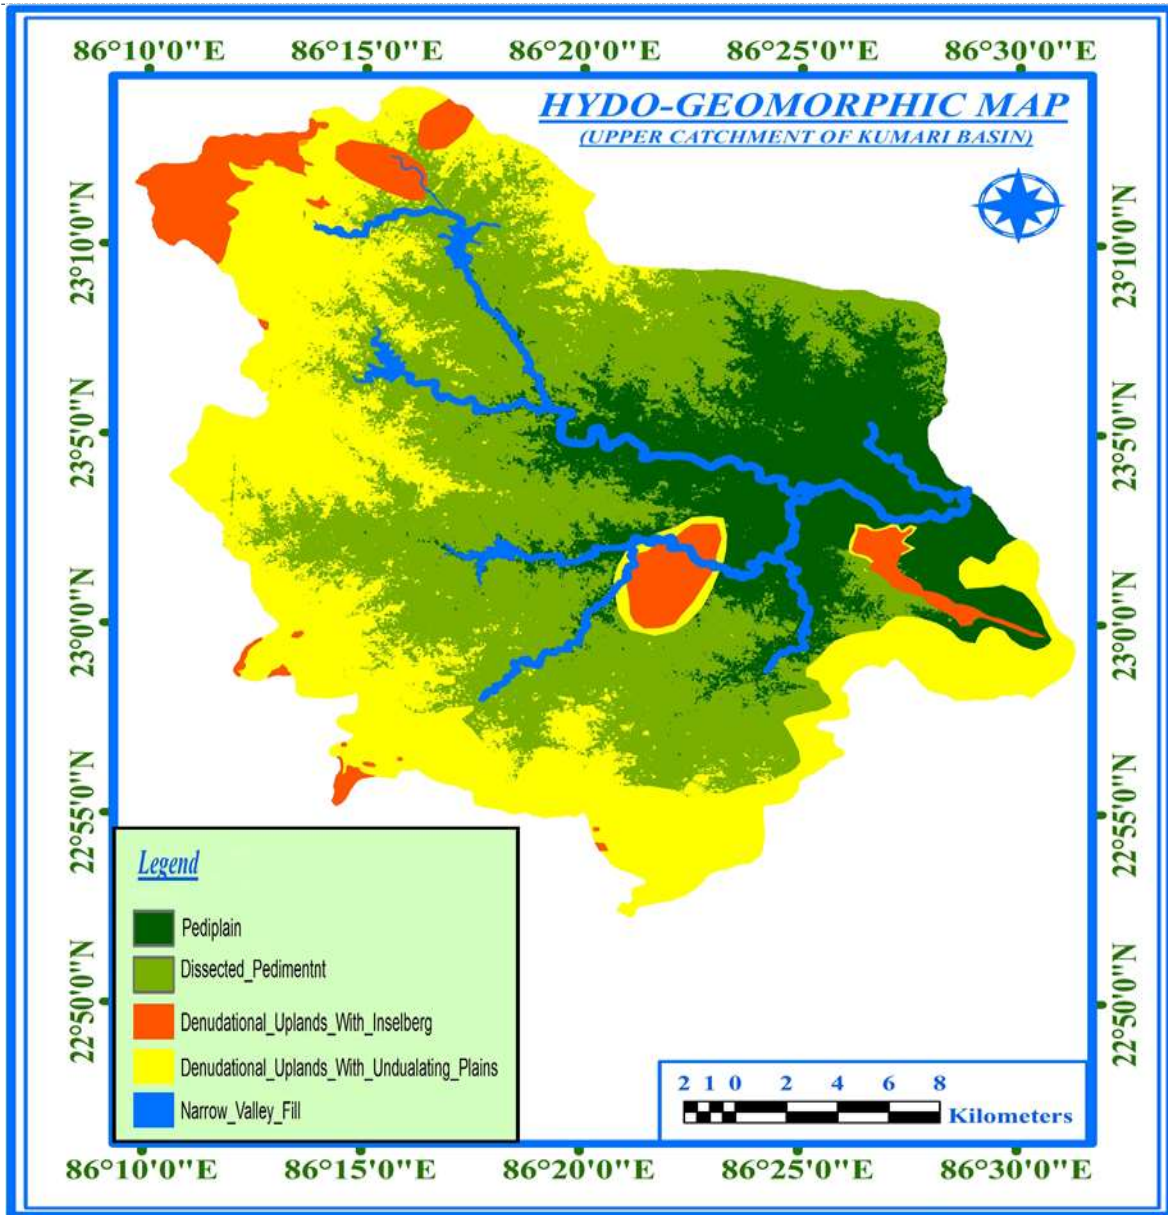 86°10'0"E 86°15'0"E 86°20'0"E 86°25'0"E 86°30'0"E
HYDO-GEOMORPHIC MAP
(UPPER CATCHMENT OF KUMARI BASIN)
23°10'0"N 23°10'0"N
23°5'0"N 23°5'0"N
23°0'0"N 23°0'0"N
22°55'0"N 22°55'0"N
22°50'0"N 22°50'0"N
Legend
Pediplain
Dissected_Pedimentnt
Denudational_Uplands_With_Inselberg
Denudational_Uplands_With_Undualating_Plains
Narrow_Valley_Fill
2 1 0 2 4 6 8
Kilometers
86°10'0"E 86°15'0"E 86°20'0"E 86°25'0"E 86°30'0"E